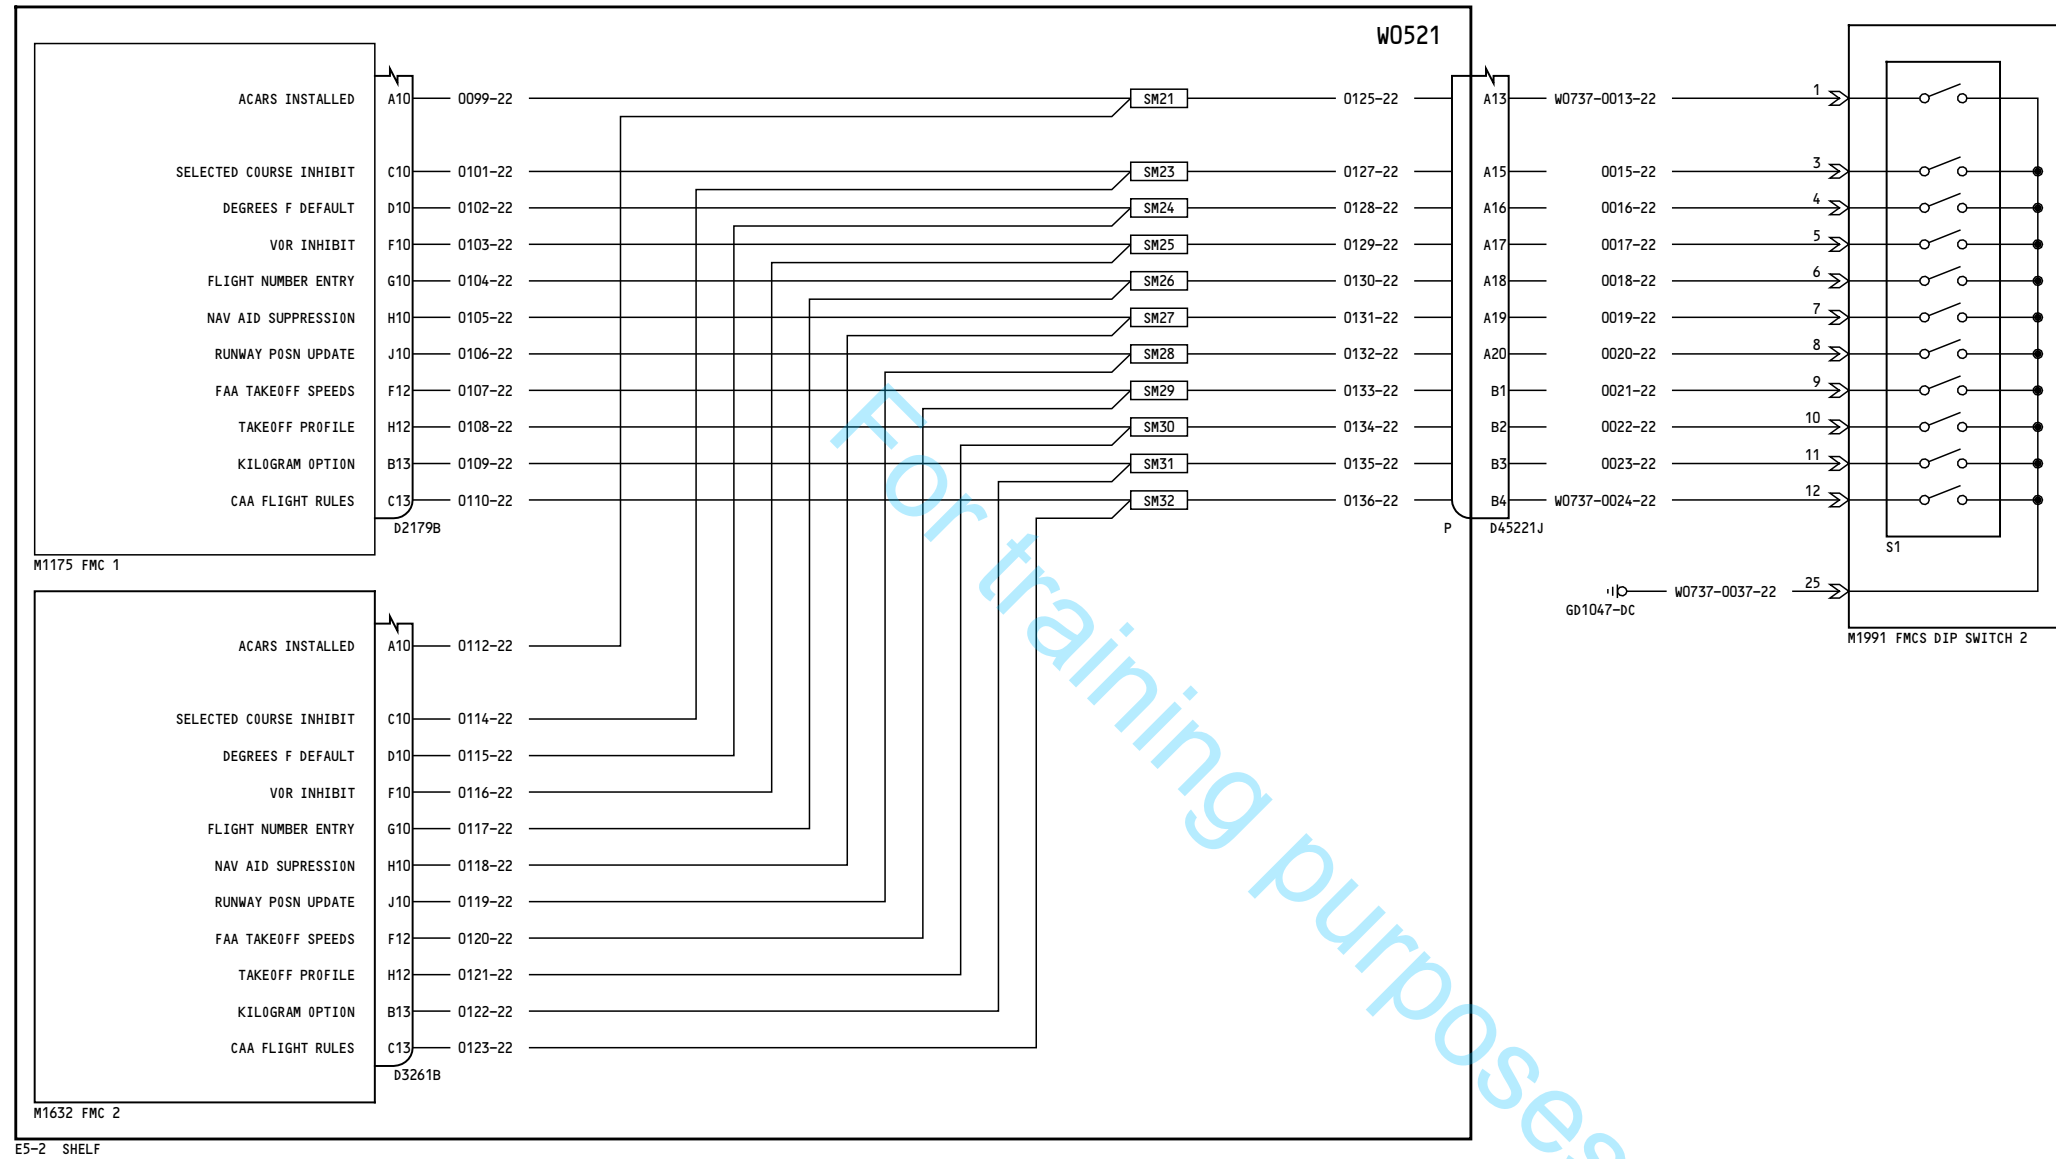 W0521
ACARS INSTALLED A10 0099-22 SM21 0125-22 A13 W0737-0013-22 1
SELECTED COURSE INHIBIT C10 0101-22 SM23 0127-22 A15 0015-22 3
DEGREES F DEFAULT D10 0102-22 SM24 0128-22 A16 0016-22 4
VOR INHIBIT F10 0103-22 SM25 0129-22 A17 0017-22 5
FLIGHT NUMBER ENTRY G10 0104-22 SM26 0130-22 A18 0018-22 6
NAV AID SUPPRESSION H10 0105-22 SM27 0131-22 A19 0019-22 7
RUNWAY POSN UPDATE J10 0106-22 SM28 0132-22 A20 0020-22 8
FAA TAKEOFF SPEEDS F12 0107-22 SM29 0133-22 B1 0021-22 9
TAKEOFF PROFILE H12 0108-22 SM30 0134-22 B2 0022-22 10
KILOGRAM OPTION B13 0109-22 SM31 0135-22 B3 0023-22 11
CAA FLIGHT RULES C13 0110-22 SM32 0136-22 B4 W0737-0024-22 12
D2179B P D45221J S1
M1175 FMC 1
W0737-0037-22 25
GD1047-DC
M1991 FMCS DIP SWITCH 2
ACARS INSTALLED A10 0112-22
SELECTED COURSE INHIBIT C10 0114-22
DEGREES F DEFAULT D10 0115-22
VOR INHIBIT F10 0116-22
FLIGHT NUMBER ENTRY G10 0117-22
NAV AID SUPRESSION H10 0118-22
RUNWAY POSN UPDATE J10 0119-22
FAA TAKEOFF SPEEDS F12 0120-22
TAKEOFF PROFILE H12 0121-22
KILOGRAM OPTION B13 0122-22
CAA FLIGHT RULES C13 0123-22
D3261B
M1632 FMC 2
E5-2 SHELF
For training purposes